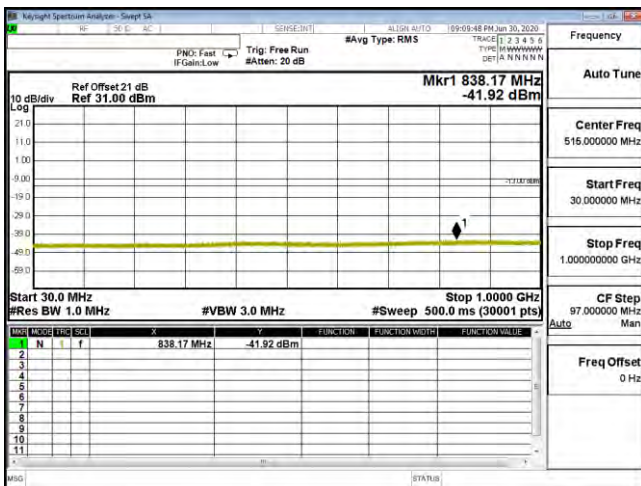 Keysight Spectrum Analyzer - Swept SA
RF 50 Ω AC SENSE:INT ALIGN AUTO 09:09:48 PM Jun 30, 2020
#Avg Type: RMS TRACE 1 2 3 4 5 6
PNO: Fast Trig: Free Run TYPE M WWWWW
IFGain:Low #Atten: 20 dB DET A N N N N N
Mkr1 838.17 MHz
-41.92 dBm
Ref Offset 21 dB
10 dB/div Ref 31.00 dBm
Log
21.0
11.0
1.00
-9.00
-13.00 dBm
-19.0
-29.0
-39.0
1
-49.0
-59.0
Start 30.0 MHz Stop 1.0000 GHz
#Res BW 1.0 MHz #VBW 3.0 MHz #Sweep 500.0 ms (30001 pts)
MKR MODE TRC SCL X Y FUNCTION FUNCTION WIDTH FUNCTION VALUE
1 N 1 f 838.17 MHz -41.92 dBm
2
3
4
5
6
7
8
9
10
11
MSG STATUS
Frequency
Auto Tune
Center Freq
515.000000 MHz
Start Freq
30.000000 MHz
Stop Freq
1.000000000 GHz
CF Step
97.000000 MHz
Auto Man
Freq Offset
0 Hz